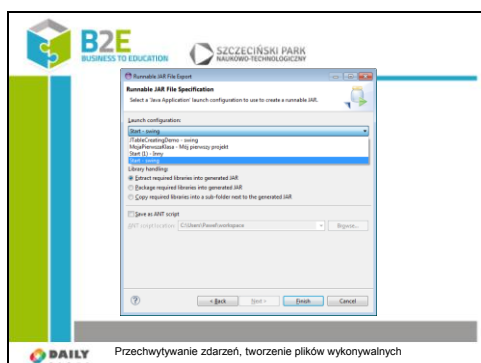 B2E
BUSINESS TO EDUCATION
SZCZECIŃSKI PARK
NAUKOWO-TECHNOLOGICZNY
Runnable JAR File Export
Runnable JAR File Specification
Select a 'Java Application' launch configuration to use to create a runnable JAR.
Launch configuration:
Start - swing
JTableCreatingDemo - swing
MojaPierwszaKlasa - Mój pierwszy projekt
Start (1) - Inny
Start - swing
Library handling:
Extract required libraries into generated JAR
Package required libraries into generated JAR
Copy required libraries into a sub-folder next to the generated JAR
Save as ANT script
ANT script location: C:\Users\Pawel\workspace
Browse...
? < Back Next > Finish Cancel
DAILY
Przechwytywanie zdarzeń, tworzenie plików wykonywalnych